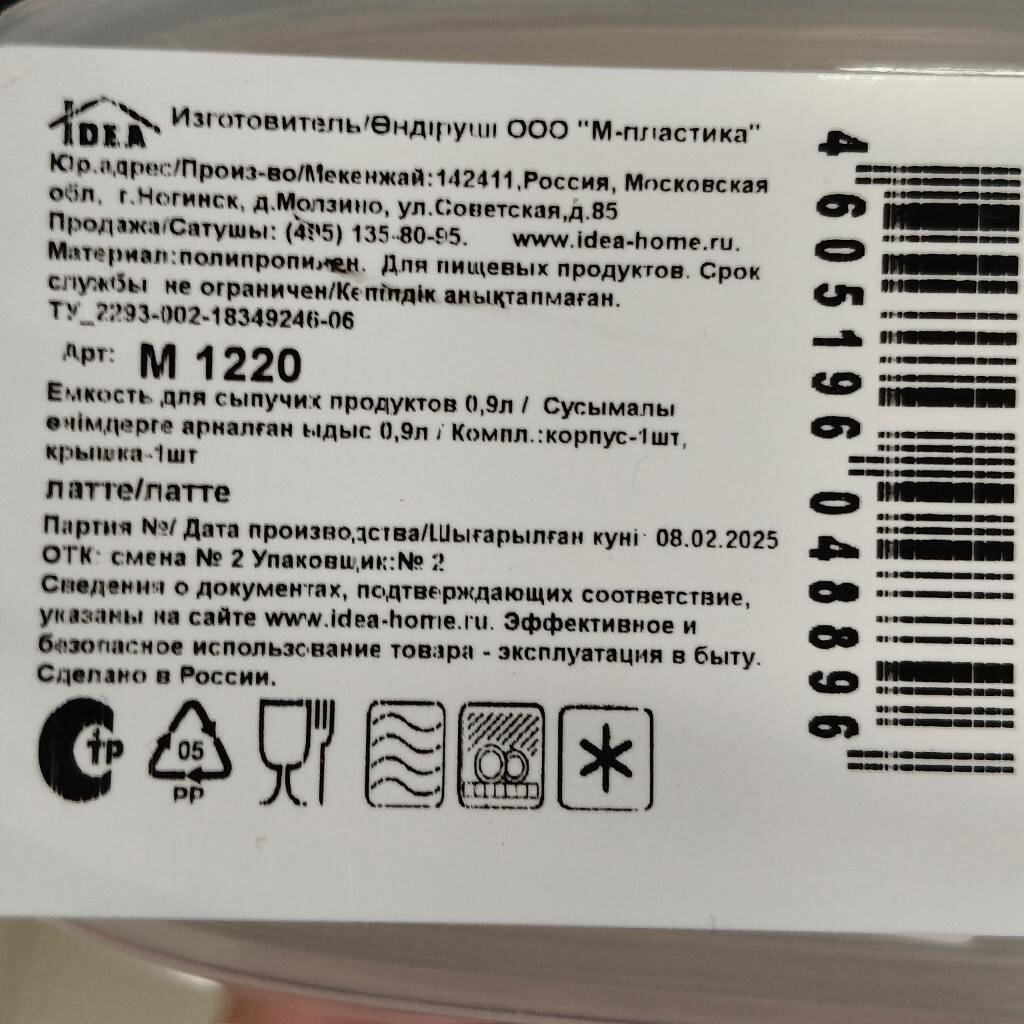 IDEA
Изготовитель/Өндіруші ООО "М-пластика"
Юр.адрес/Произ-во/Мекенжай:142411,Россия, Московская
обл, г.Ногинск, д.Молзино, ул.Советская,д.85
Продажа/Сатушы: (495) 135-80-95. www.idea-home.ru.
Материал:полипропилен. Для пищевых продуктов. Срок
службы не ограничен/Кепілдік анықталмаған.
ТУ_2293-002-18349246-06
Арт: М 1220
Емкость для сыпучих продуктов 0,9л / Сусымалы
өнімдерге арналған ыдыс 0,9л / Компл.:корпус-1шт,
крышка-1шт
латте/латте
Партия №/ Дата производства/Шығарылған куні: 08.02.2025
ОТК: смена № 2 Упаковщик:№ 2
Сведения о документах, подтверждающих соответствие,
указаны на сайте www.idea-home.ru. Эффективное и
безопасное использование товара - эксплуатация в быту.
Сделано в России.
СТР
05
PP
4 605196 048896